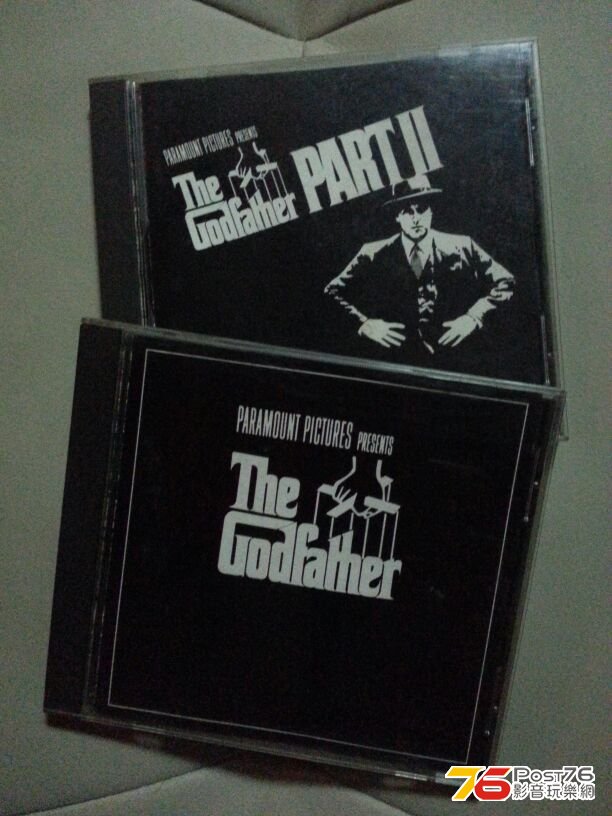 PARAMOUNT PICTURES PRESENTS
The
Godfather PART II
PARAMOUNT PICTURES PRESENTS
The
Godfather
76 Post76
影音玩樂網